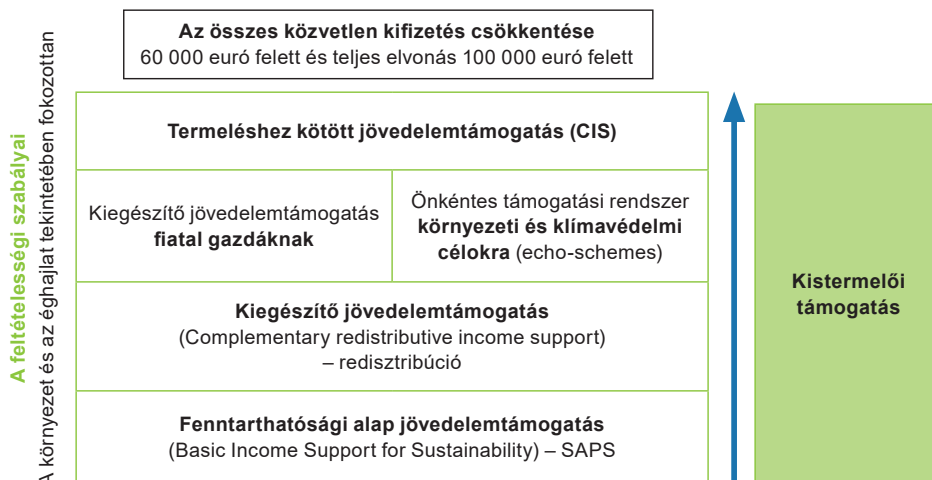 Az összes közvetlen kifizetés csökkentése
60 000 euró felett és teljes elvonás 100 000 euró felett
A feltételességi szabályai
A környezet és az éghajlat tekintetében fokozottan
Termeléshez kötött jövedelemtámogatás (CIS)
Kiegészítő jövedelemtámogatás
fiatal gazdáknak
Önkéntes támogatási rendszer
környezeti és klímavédelmi
célokra (echo-schemes)
Kiegészítő jövedelemtámogatás
(Complementary redistributive income support)
– redisztribúció
Fenntarthatósági alap jövedelemtámogatás
(Basic Income Support for Sustainability) – SAPS
Kistermelői
támogatás